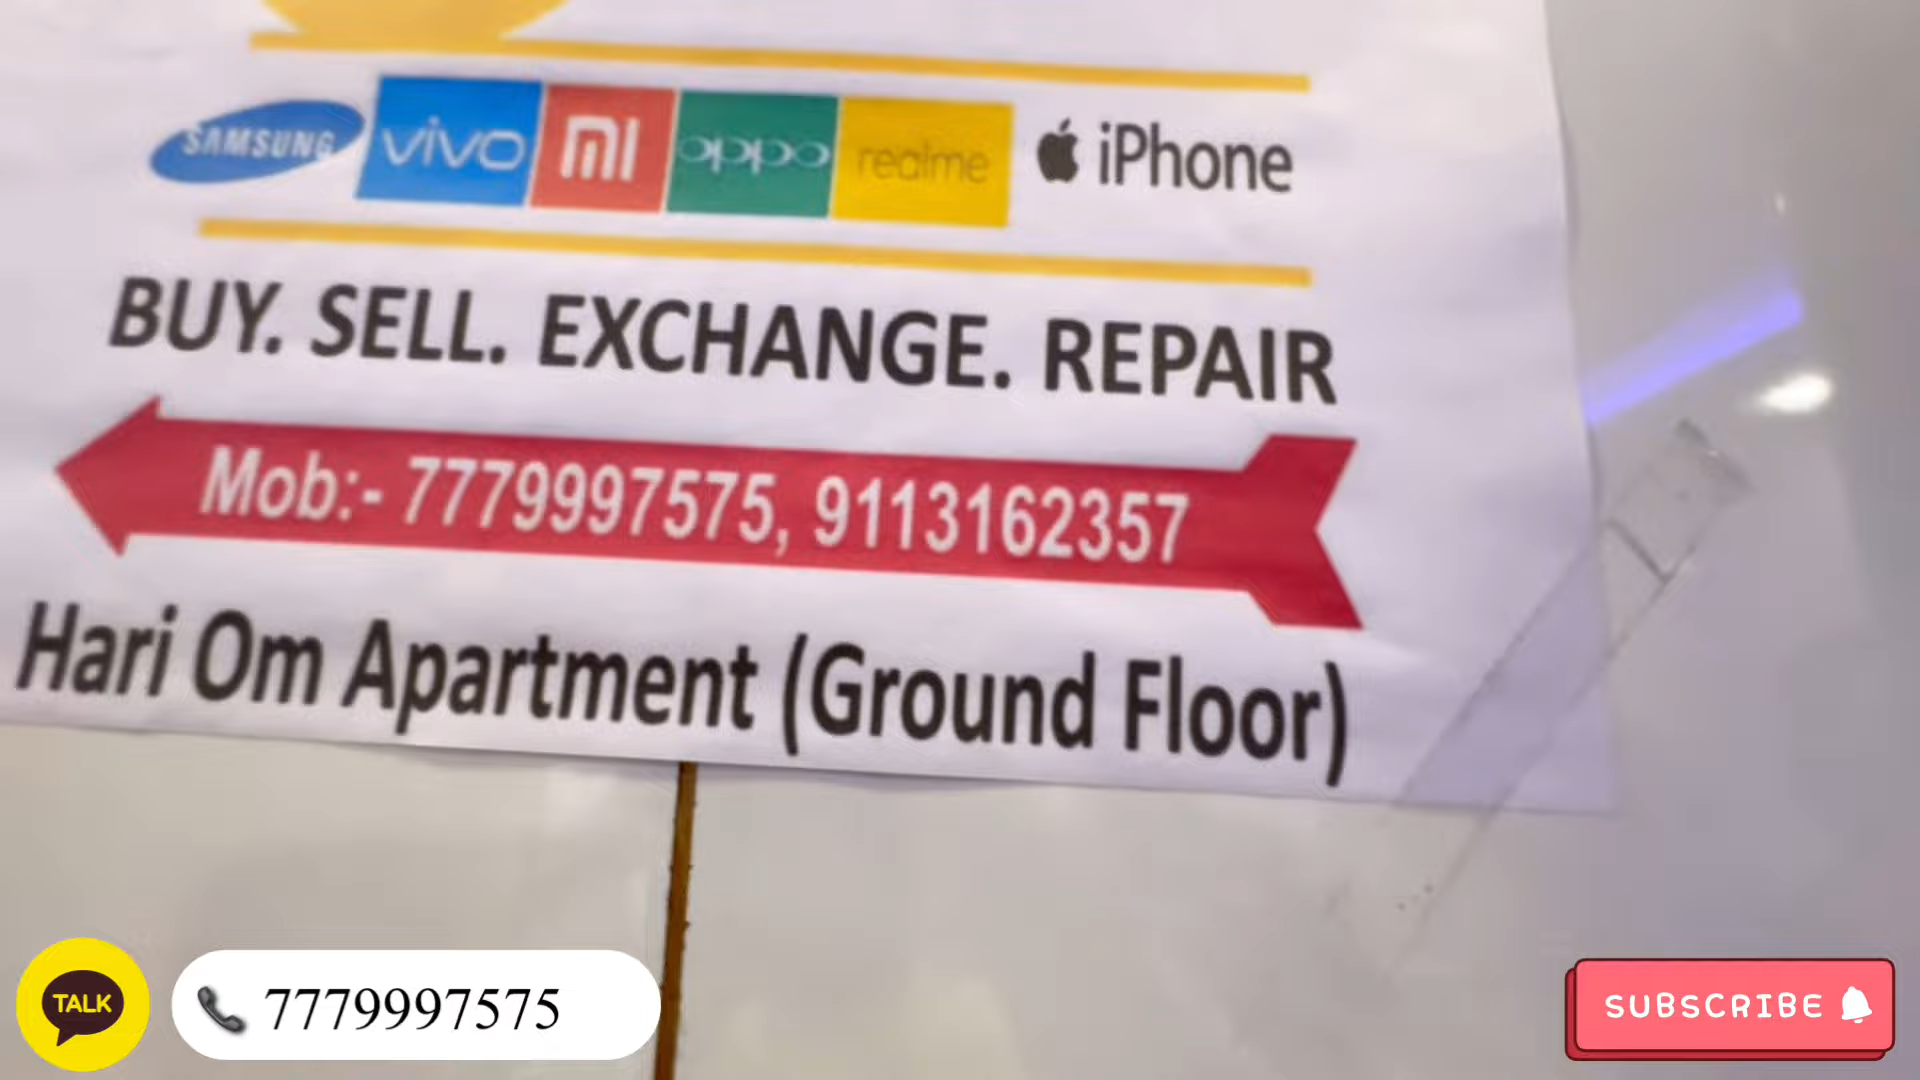 SAMSUNG vivo mi oppo realme iPhone
BUY. SELL. EXCHANGE. REPAIR
Mob:- 7779997575, 9113162357
Hari Om Apartment (Ground Floor)
TALK 7779997575
SUBSCRIBE